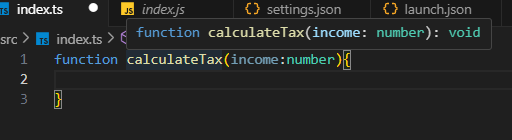 index.ts index.js settings.json launch.json
src > index.ts >
function calculateTax(income: number): void
1 function calculateTax(income:number){
2
3 }